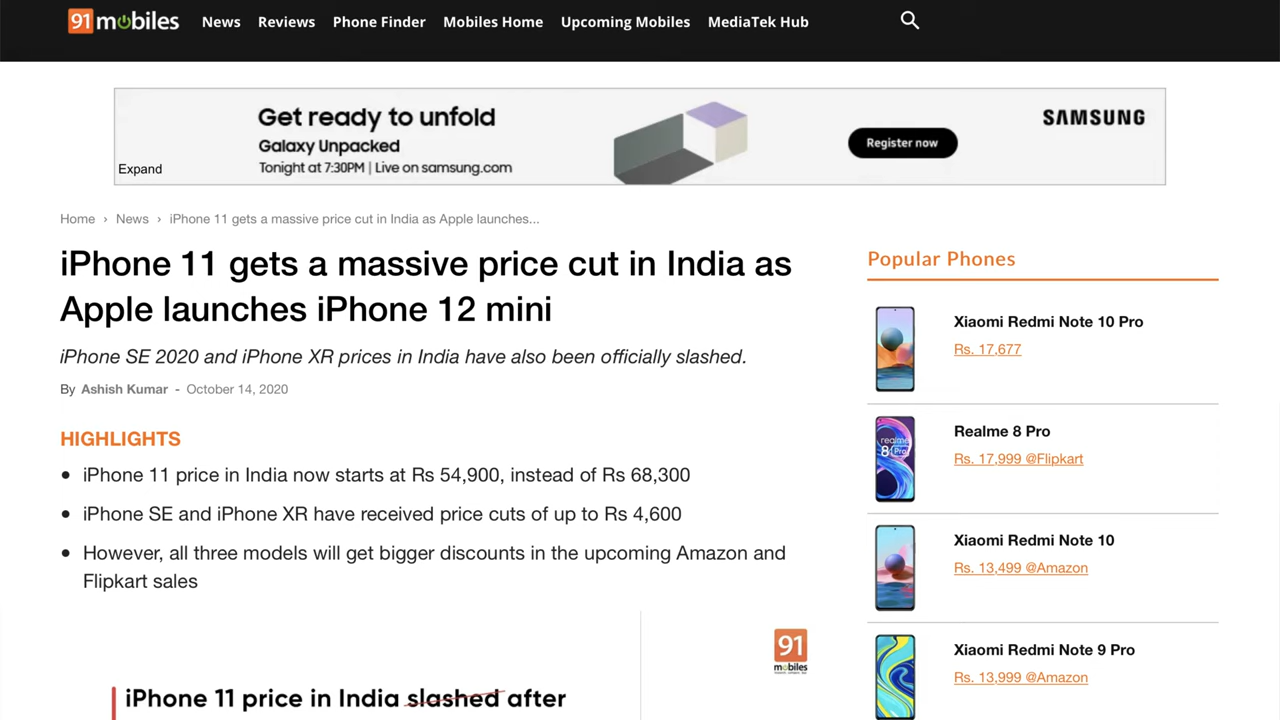 91 mobiles
News Reviews Phone Finder Mobiles Home Upcoming Mobiles MediaTek Hub
Get ready to unfold
Galaxy Unpacked
Tonight at 7:30PM | Live on samsung.com
Expand
Register now
SAMSUNG
Home › News › iPhone 11 gets a massive price cut in India as Apple launches...
iPhone 11 gets a massive price cut in India as
Apple launches iPhone 12 mini
iPhone SE 2020 and iPhone XR prices in India have also been officially slashed.
By Ashish Kumar - October 14, 2020
HIGHLIGHTS
• iPhone 11 price in India now starts at Rs 54,900, instead of Rs 68,300
• iPhone SE and iPhone XR have received price cuts of up to Rs 4,600
• However, all three models will get bigger discounts in the upcoming Amazon and
Flipkart sales
91
mobiles
iPhone 11 price in India slashed after
Popular Phones
Xiaomi Redmi Note 10 Pro
Rs. 17,677
realme
8 Pro
Realme 8 Pro
Rs. 17,999 @Flipkart
Xiaomi Redmi Note 10
Rs. 13,499 @Amazon
Xiaomi Redmi Note 9 Pro
Rs. 13,999 @Amazon